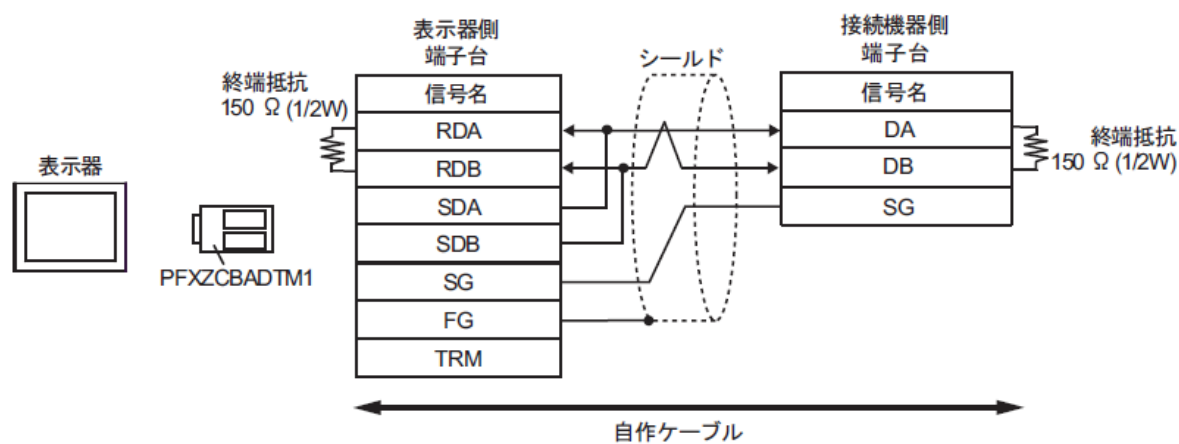 表示器
PFXZCBADTM1
終端抵抗
150 Ω (1/2W)
表示器側
端子台
信号名
RDA
RDB
SDA
SDB
SG
FG
TRM
シールド
接続機器側
端子台
信号名
DA
DB
SG
終端抵抗
150 Ω (1/2W)
自作ケーブル